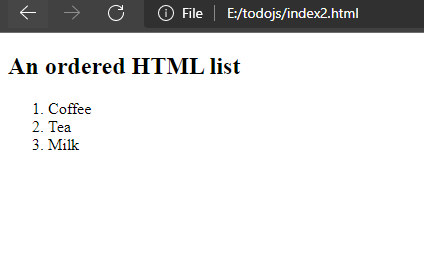 File E:/todojs/index2.html
An ordered HTML list
1. Coffee
2. Tea
3. Milk